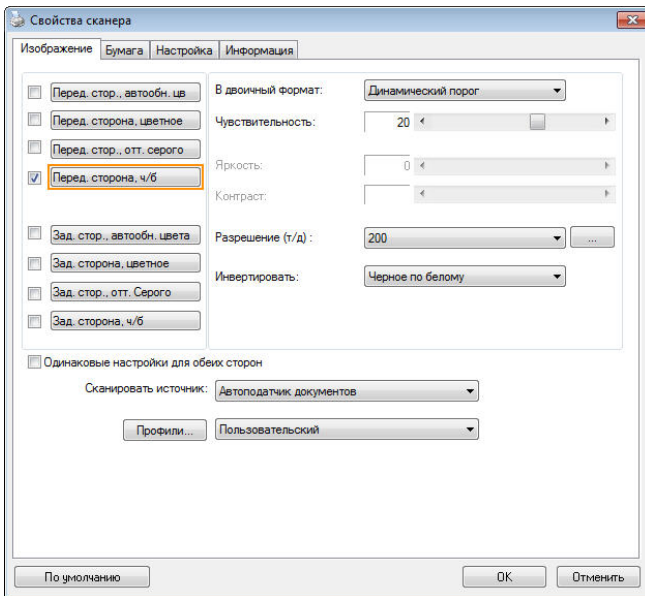 Свойства сканера
Изображение Бумага Настройка Информация
Перед. стор., автообн. цв
Перед. сторона, цветное
Перед. стор., отт. серого
Перед. сторона, ч/б
Зад. стор., автообн. цвета
Зад. сторона, цветное
Зад. стор., отт. Серого
Зад. сторона, ч/б
В двоичный формат: Динамический порог
Чувствительность: 20
Яркость: 0
Контраст:
Разрешение (т/д) : 200 ...
Инвертировать: Черное по белому
Одинаковые настройки для обеих сторон
Сканировать источник: Автоподатчик документов
Профили... Пользовательский
По умолчанию OK Отменить